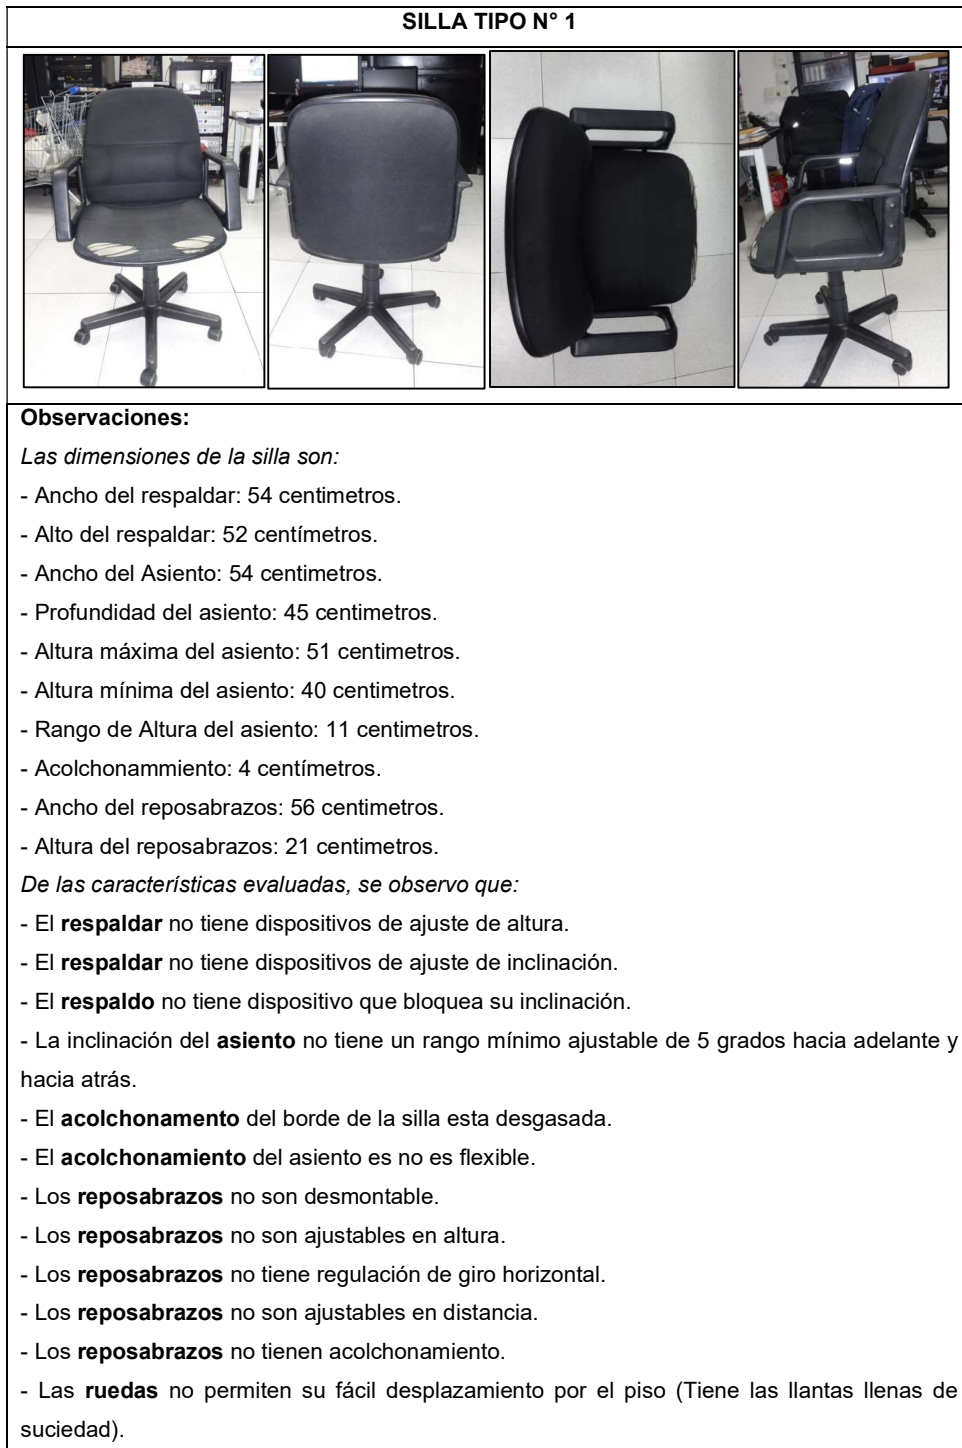 SILLA TIPO N° 1
Observaciones:
Las dimensiones de la silla son:
- Ancho del respaldar: 54 centimetros.
- Alto del respaldar: 52 centímetros.
- Ancho del Asiento: 54 centimetros.
- Profundidad del asiento: 45 centimetros.
- Altura máxima del asiento: 51 centimetros.
- Altura mínima del asiento: 40 centimetros.
- Rango de Altura del asiento: 11 centimetros.
- Acolchonammiento: 4 centímetros.
- Ancho del reposabrazos: 56 centimetros.
- Altura del reposabrazos: 21 centimetros.
De las características evaluadas, se observo que:
- El respaldar no tiene dispositivos de ajuste de altura.
- El respaldar no tiene dispositivos de ajuste de inclinación.
- El respaldo no tiene dispositivo que bloquea su inclinación.
- La inclinación del asiento no tiene un rango mínimo ajustable de 5 grados hacia adelante y
hacia atrás.
- El acolchonamento del borde de la silla esta desgasada.
- El acolchonamiento del asiento es no es flexible.
- Los reposabrazos no son desmontable.
- Los reposabrazos no son ajustables en altura.
- Los reposabrazos no tiene regulación de giro horizontal.
- Los reposabrazos no son ajustables en distancia.
- Los reposabrazos no tienen acolchonamiento.
- Las ruedas no permiten su fácil desplazamiento por el piso (Tiene las llantas llenas de
suciedad).